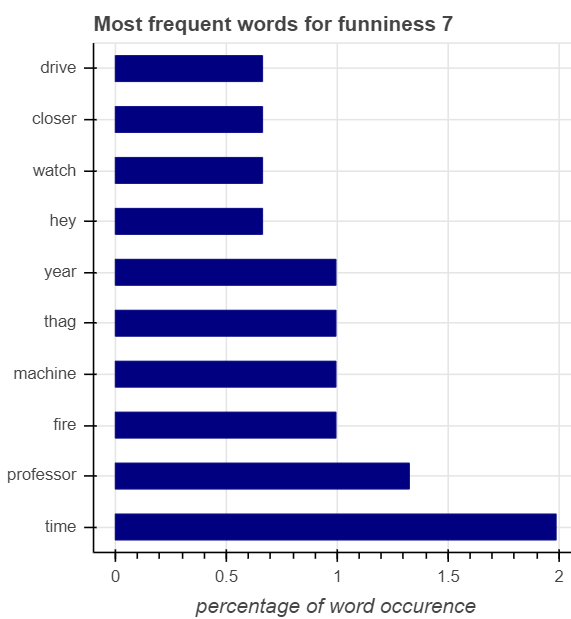 Most frequent words for funniness 7
drive
closer
watch
hey
year
thag
machine
fire
professor
time
0 0.5 1 1.5 2
percentage of word occurence